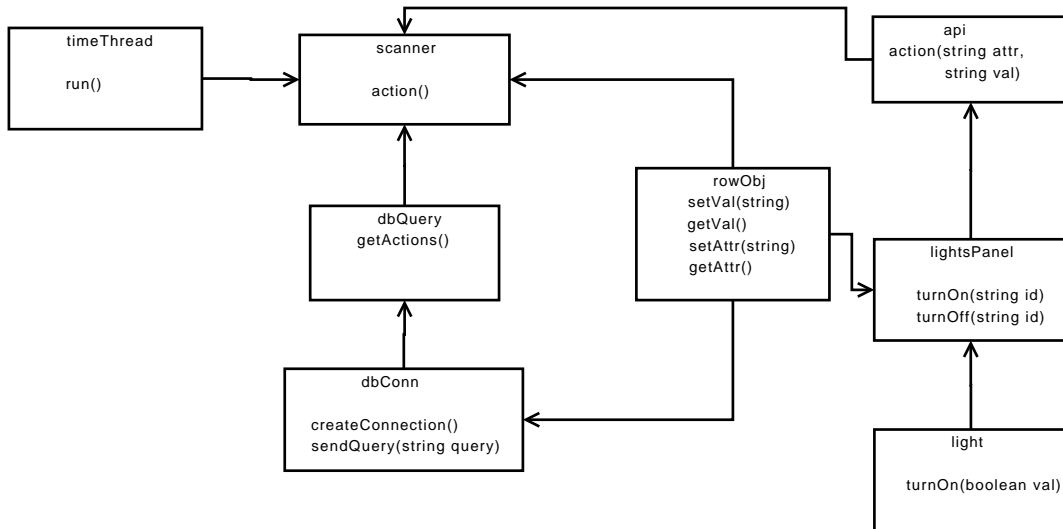 timeThread
run()
scanner
action()
api
action(string attr,
string val)
dbQuery
getActions()
rowObj
setVal(string)
getVal()
setAttr(string)
getAttr()
lightsPanel
turnOn(string id)
turnOff(string id)
dbConn
createConnection()
sendQuery(string query)
light
turnOn(boolean val)